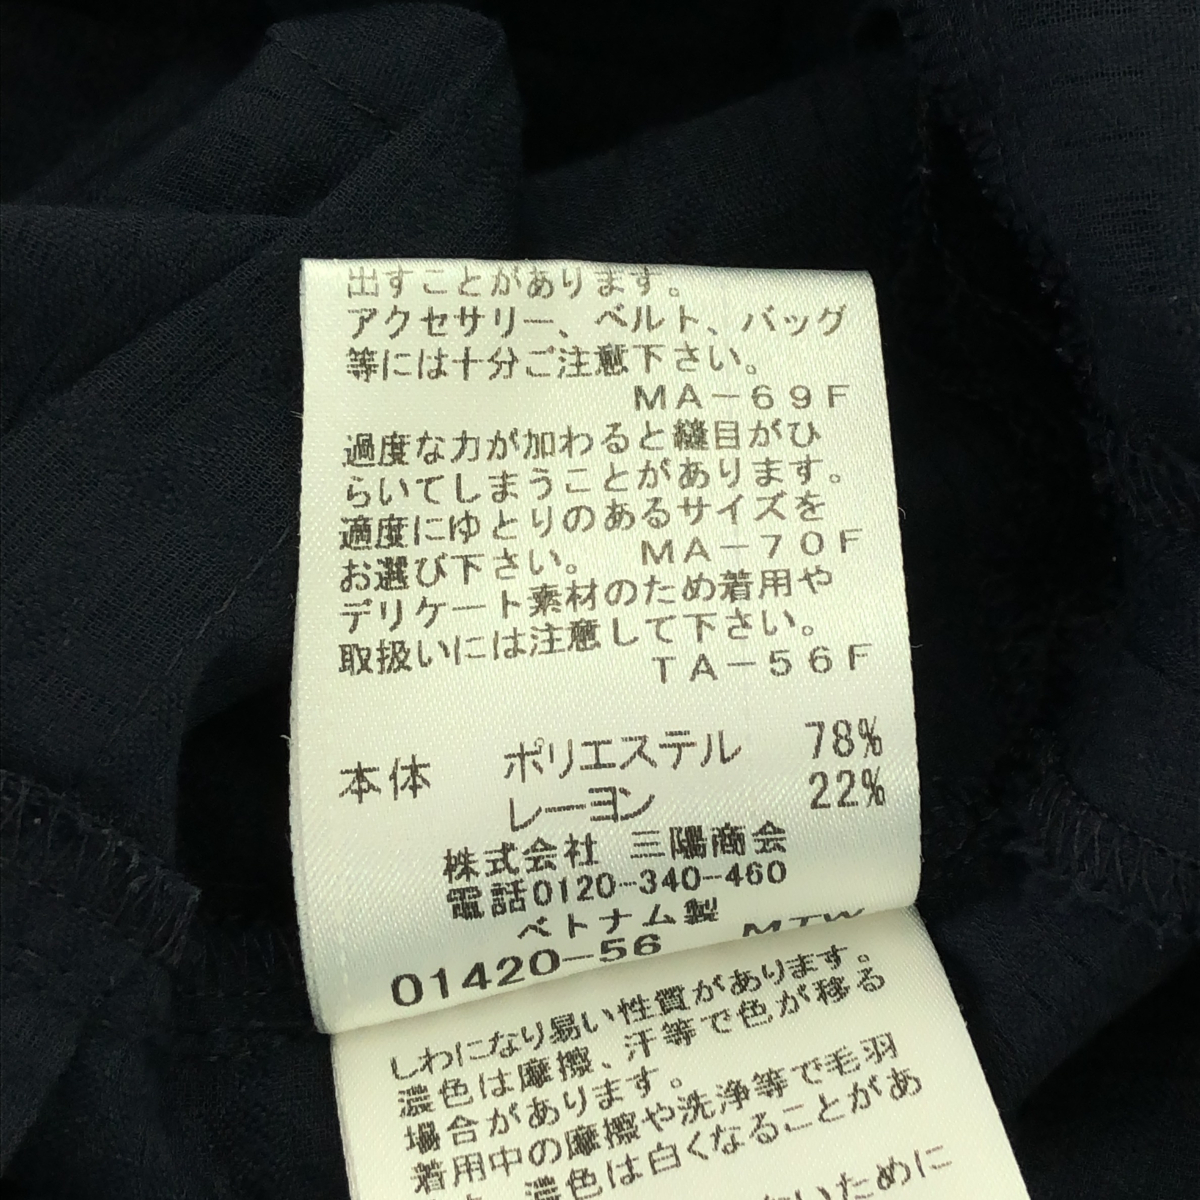 出すことがあります。
アクセサリー、ベルト、バッグ
等には十分ご注意下さい。
MA-69F
過度な力が加わると縫目がひ
らいてしまうことがあります。
適度にゆとりのあるサイズを
お選び下さい。 MA-70F
デリケート素材のため着用や
取扱いには注意して下さい。
TA-56F
本体 ポリエステル 78%
レーヨン 22%
株式会社 三陽商会
電話0120-340-460
ベトナム製
01420-56 MTW
しわになり易い性質があります。
濃色は摩擦、汗等で色が移る
場合があります。
着用中の摩擦や洗浄等で毛羽
濃色は白くなることがあ
いために